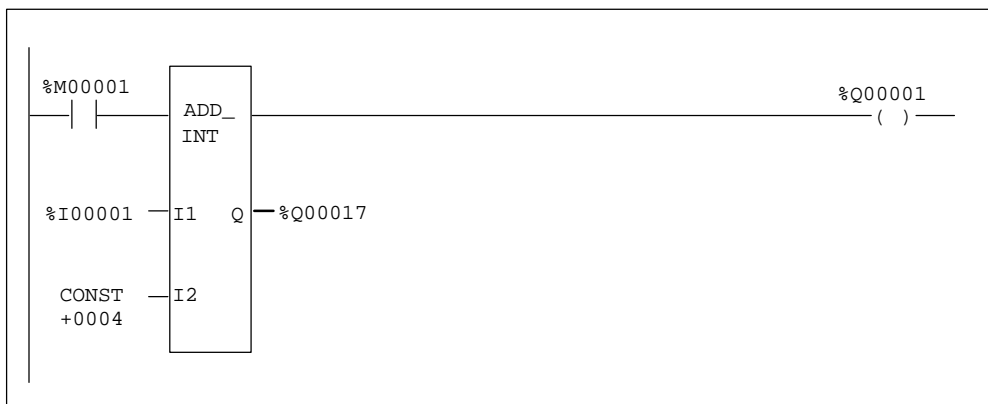 %M00001
%Q00001
ADD_
INT
( )
%I00001
I1
Q
%Q00017
CONST
+0004
I2